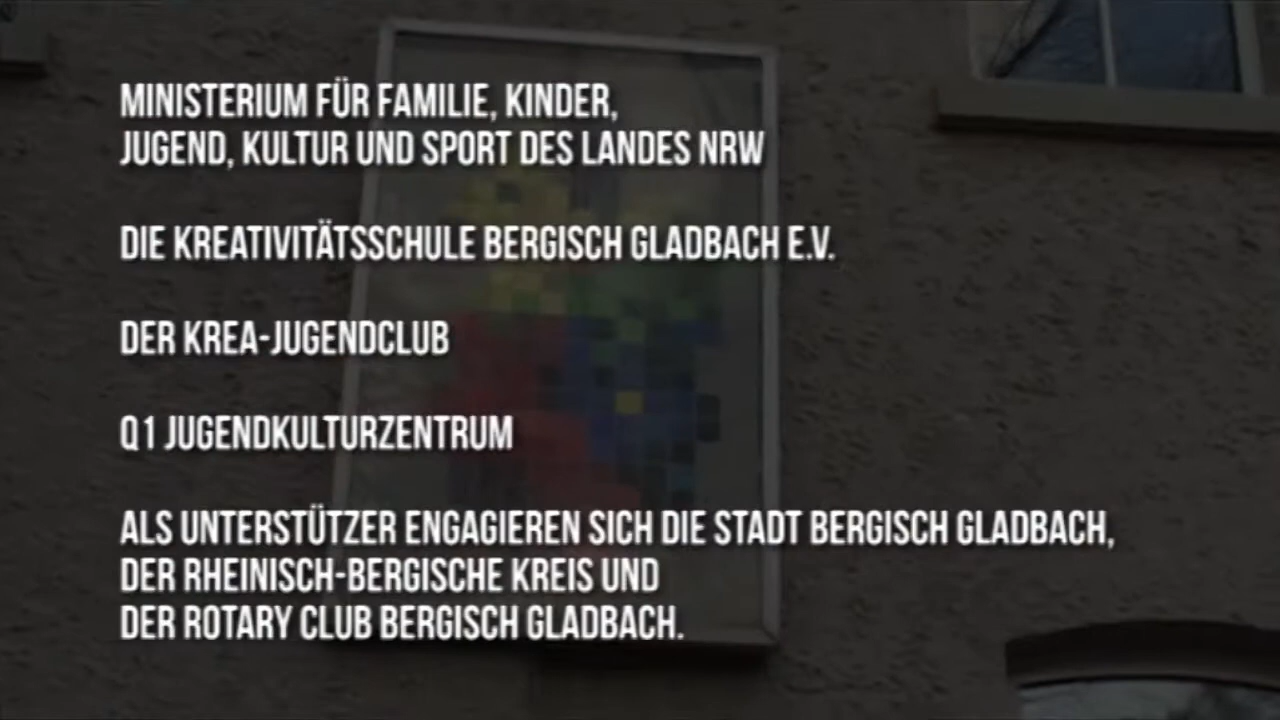 MINISTERIUM FÜR FAMILIE, KINDER,
JUGEND, KULTUR UND SPORT DES LANDES NRW
DIE KREATIVITÄTSSCHULE BERGISCH GLADBACH E.V.
DER KREA-JUGENDCLUB
Q1 JUGENDKULTURZENTRUM
ALS UNTERSTÜTZER ENGAGIEREN SICH DIE STADT BERGISCH GLADBACH,
DER RHEINISCH-BERGISCHE KREIS UND
DER ROTARY CLUB BERGISCH GLADBACH.